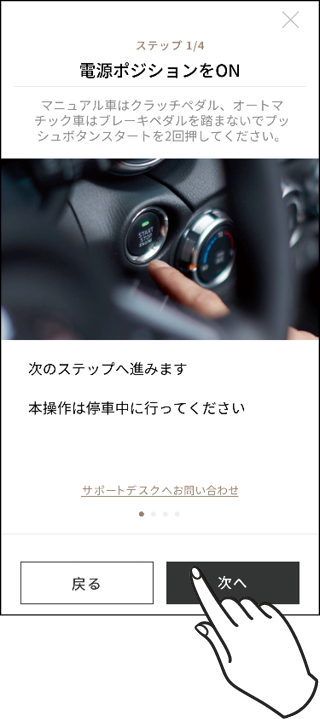 ステップ 1/4
電源ポジションをON
マニュアル車はクラッチペダル、オートマ
チック車はブレーキペダルを踏まないでプッ
シュボタンスタートを2回押してください。
START
STOP
ENGINE
次のステップへ進みます
本操作は停車中に行ってください
サポートデスクへお問い合わせ
戻る
次へ